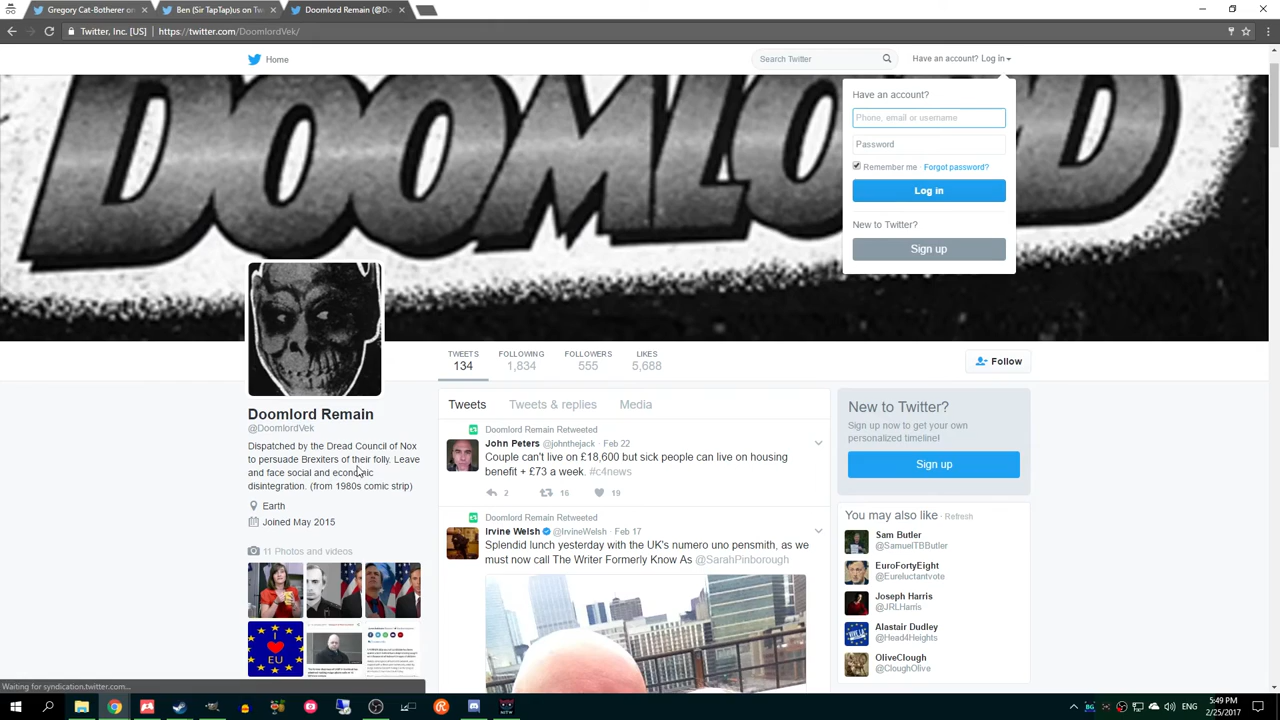 Gregory Cat-Botherer on
Ben (Sir TapTap)us on Tw
Doomlord Remain (@Do
Twitter, Inc. [US]
https://twitter.com/DoomlordVek/
Home
Search Twitter
Have an account? Log in
DOOMLORD
Have an account?
Phone, email or username
Password
Remember me · Forgot password?
Log in
New to Twitter?
Sign up
TWEETS
134
FOLLOWING
1,834
FOLLOWERS
555
LIKES
5,688
Follow
Doomlord Remain
@DoomlordVek
Dispatched by the Dread Council of Nox
to persuade Brexiters of their folly. Leave
and face social and economic
disintegration. (from 1980s comic strip)
Earth
Joined May 2015
11 Photos and videos
I
EU
Tweets
Tweets & replies
Media
Doomlord Remain Retweeted
John Peters @johnthejack · Feb 22
Couple can't live on £18,600 but sick people can live on housing
benefit + £73 a week. #c4news
2
16
19
Doomlord Remain Retweeted
Irvine Welsh @IrvineWelsh · Feb 17
Splendid lunch yesterday with the UK's numero uno pensmith, as we
must now call The Writer Formerly Know As @SarahPinborough
New to Twitter?
Sign up now to get your own
personalized timeline!
Sign up
You may also like · Refresh
Sam Butler
@SamuelTBButler
EuroFortyEight
@Eureluctantvote
Joseph Harris
@JRLHarris
Alastair Dudley
@Head4Heights
OliveClough
@CloughOlive
Waiting for syndication.twitter.com...
ENG
5:49 PM
2/25/2017